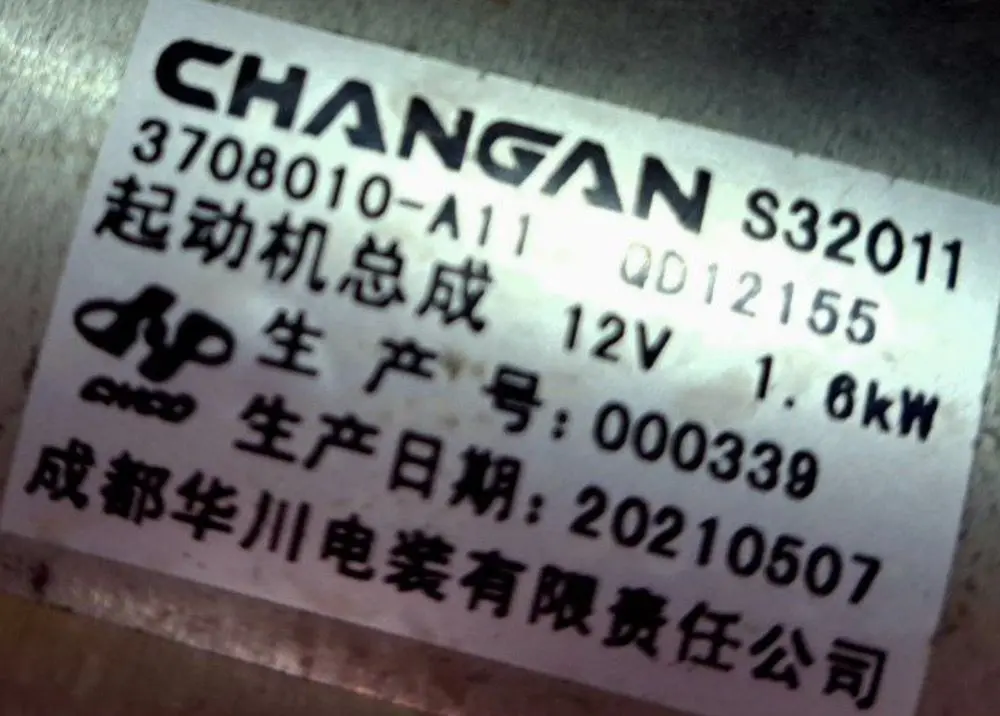 CHANGAN S32011
3708010-A11 QD12155
起动机总成 12V 1.6kW
生产号:000339
生产日期:20210507
成都华川电装有限责任公司